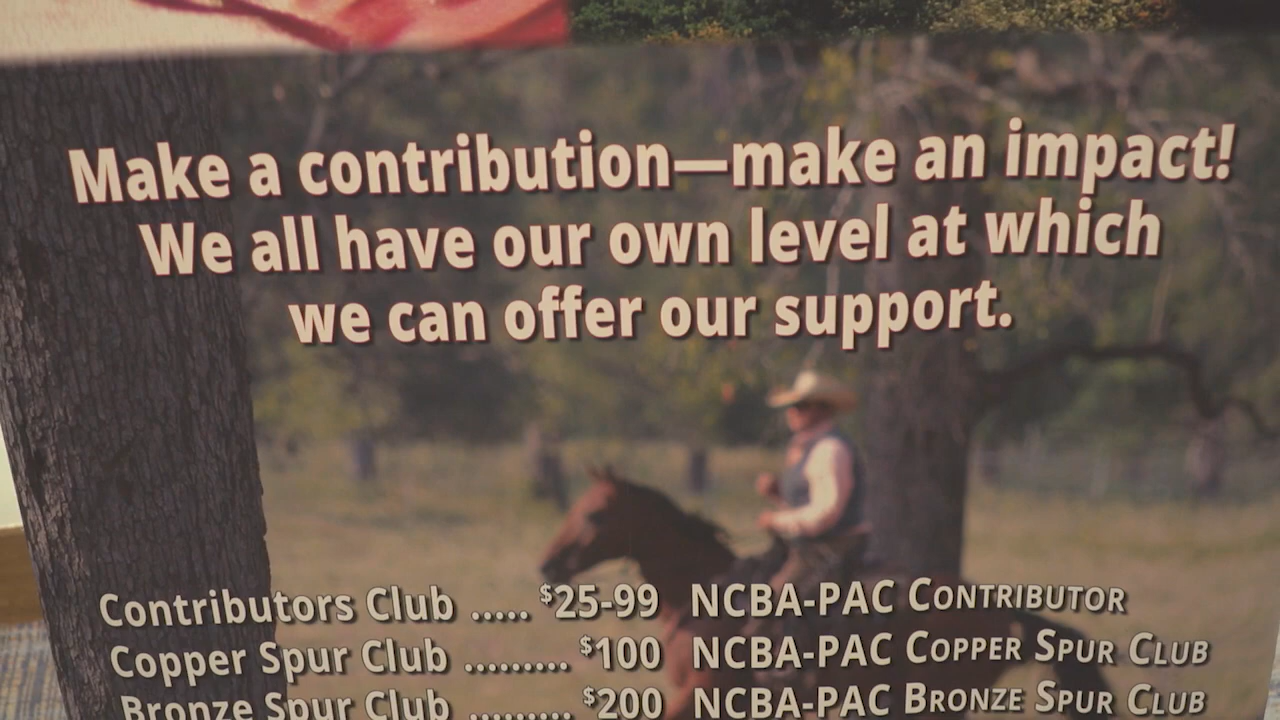 Make a contribution—make an impact!
We all have our own level at which
we can offer our support.
Contributors Club ..... $25-99 NCBA-PAC Contributor
Copper Spur Club ......... $100 NCBA-PAC Copper Spur Club
Bronze Spur Club ......... $200 NCBA-PAC Bronze Spur Club